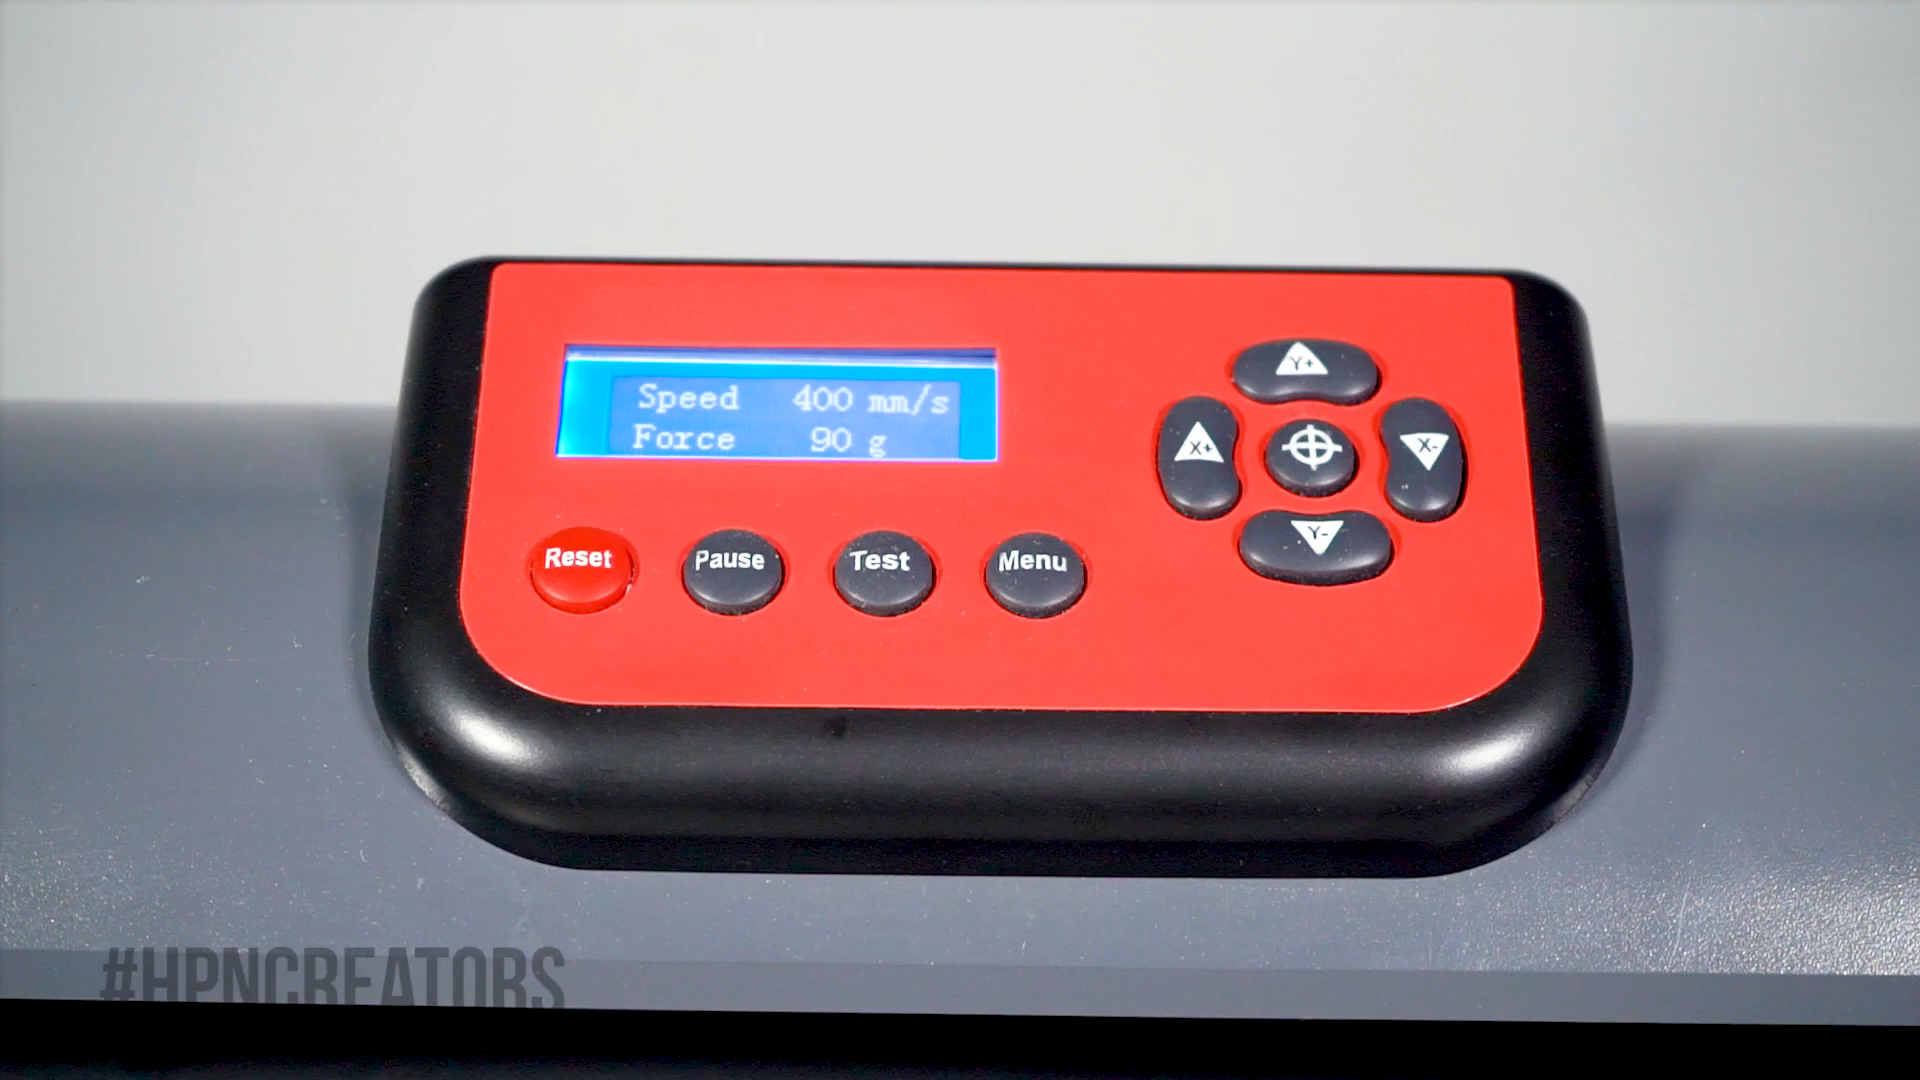 Speed 400 mm/s
Force 90 g
Y+
X+
X-
Y-
Reset
Pause
Test
Menu
#HPNCREATORS